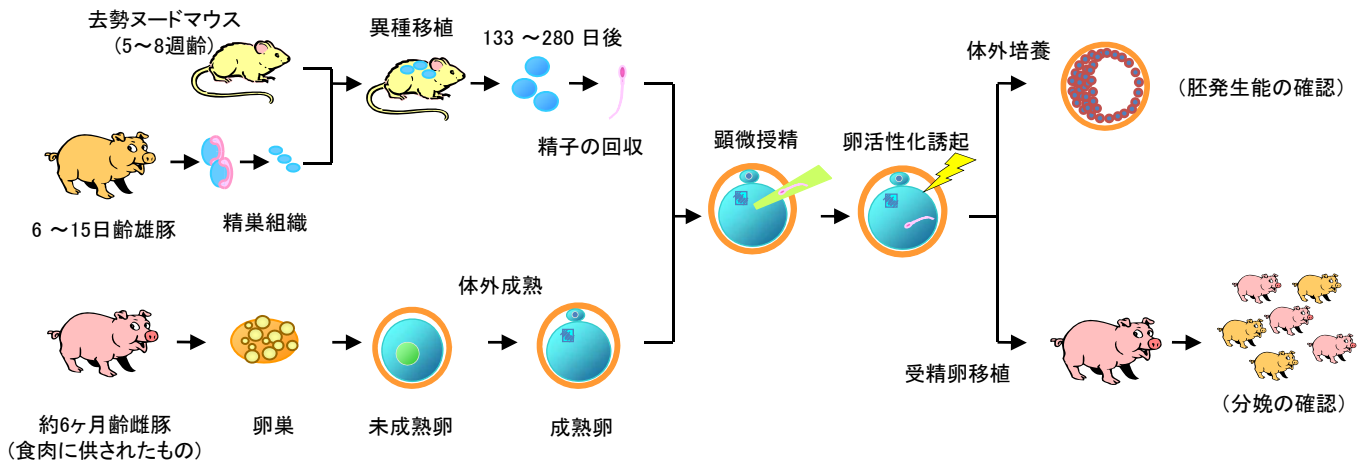 去勢ヌードマウス
（5～8週齢）
異種移植
133 ～280 日後
精子の回収
6 ～15日齢雄豚
精巣組織
体外成熟
約6ヶ月齢雌豚
（食肉に供されたもの）
卵巣
未成熟卵
成熟卵
顕微授精
卵活性化誘起
体外培養
（胚発生能の確認）
受精卵移植
（分娩の確認）